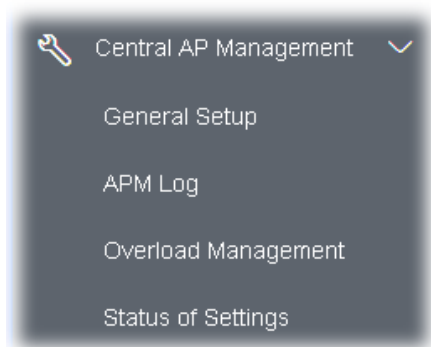 Central AP Management
General Setup
APM Log
Overload Management
Status of Settings